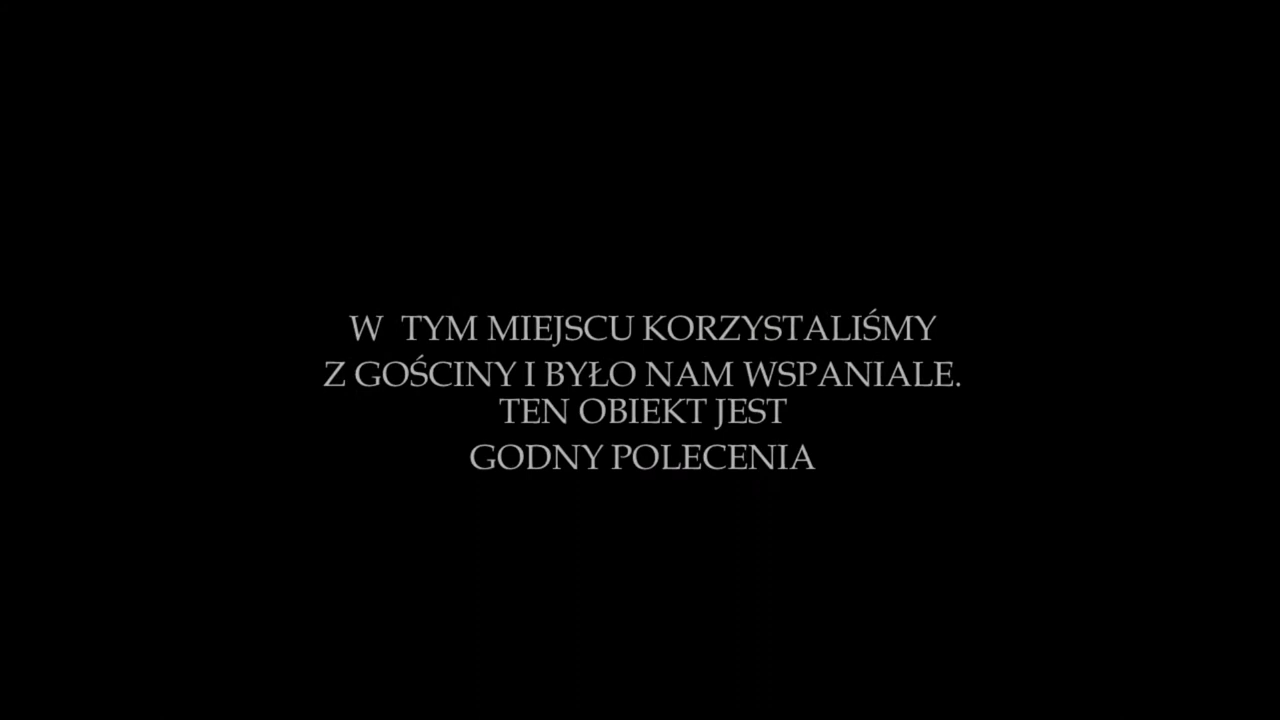 W  TYM MIEJSCU KORZYSTALIŚMY
Z GOŚCINY I BYŁO NAM WSPANIALE.
TEN OBIEKT JEST
GODNY POLECENIA